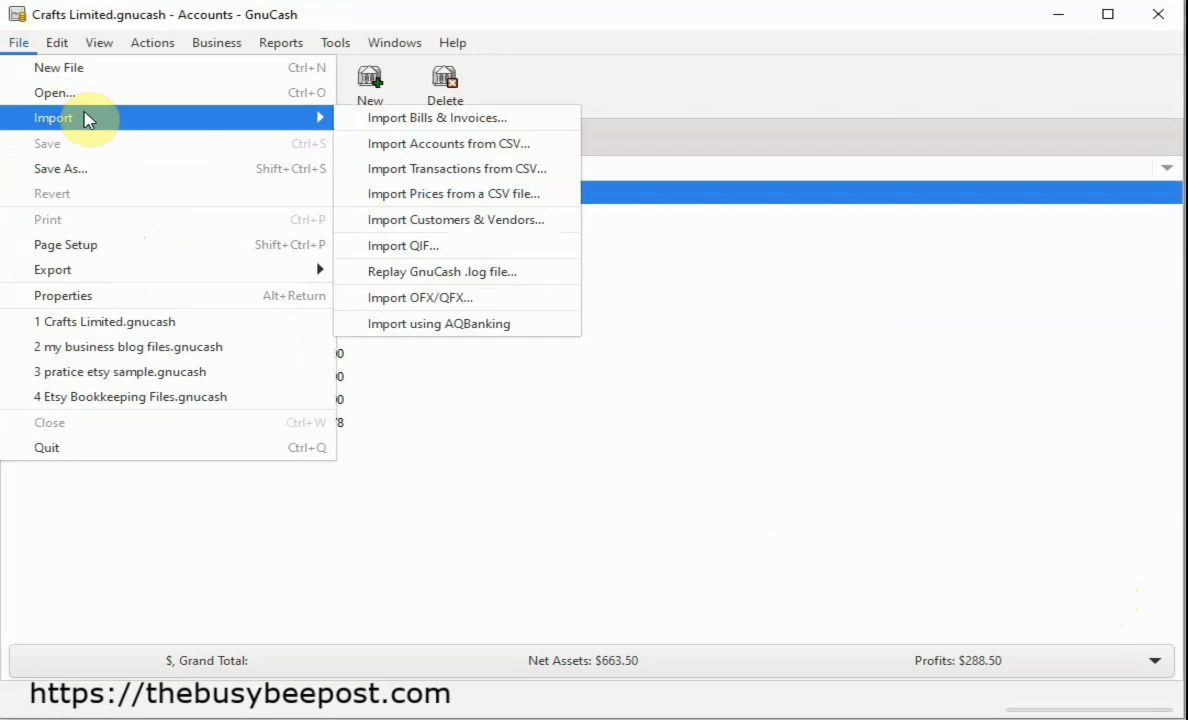 Crafts Limited.gnucash - Accounts - GnuCash
File Edit View Actions Business Reports Tools Windows Help
New File Ctrl+N
Open... Ctrl+O
Import
Save Ctrl+S
Save As... Shift+Ctrl+S
Revert
Print Ctrl+P
Page Setup Shift+Ctrl+P
Export
Properties Alt+Return
1 Crafts Limited.gnucash
2 my business blog files.gnucash
3 pratice etsy sample.gnucash
4 Etsy Bookkeeping Files.gnucash
Close Ctrl+W
Quit Ctrl+Q
New Delete
Import Bills & Invoices...
Import Accounts from CSV...
Import Transactions from CSV...
Import Prices from a CSV file...
Import Customers & Vendors...
Import QIF...
Replay GnuCash .log file...
Import OFX/QFX...
Import using AQBanking
$, Grand Total: Net Assets: $663.50 Profits: $288.50
https://thebusybeepost.com